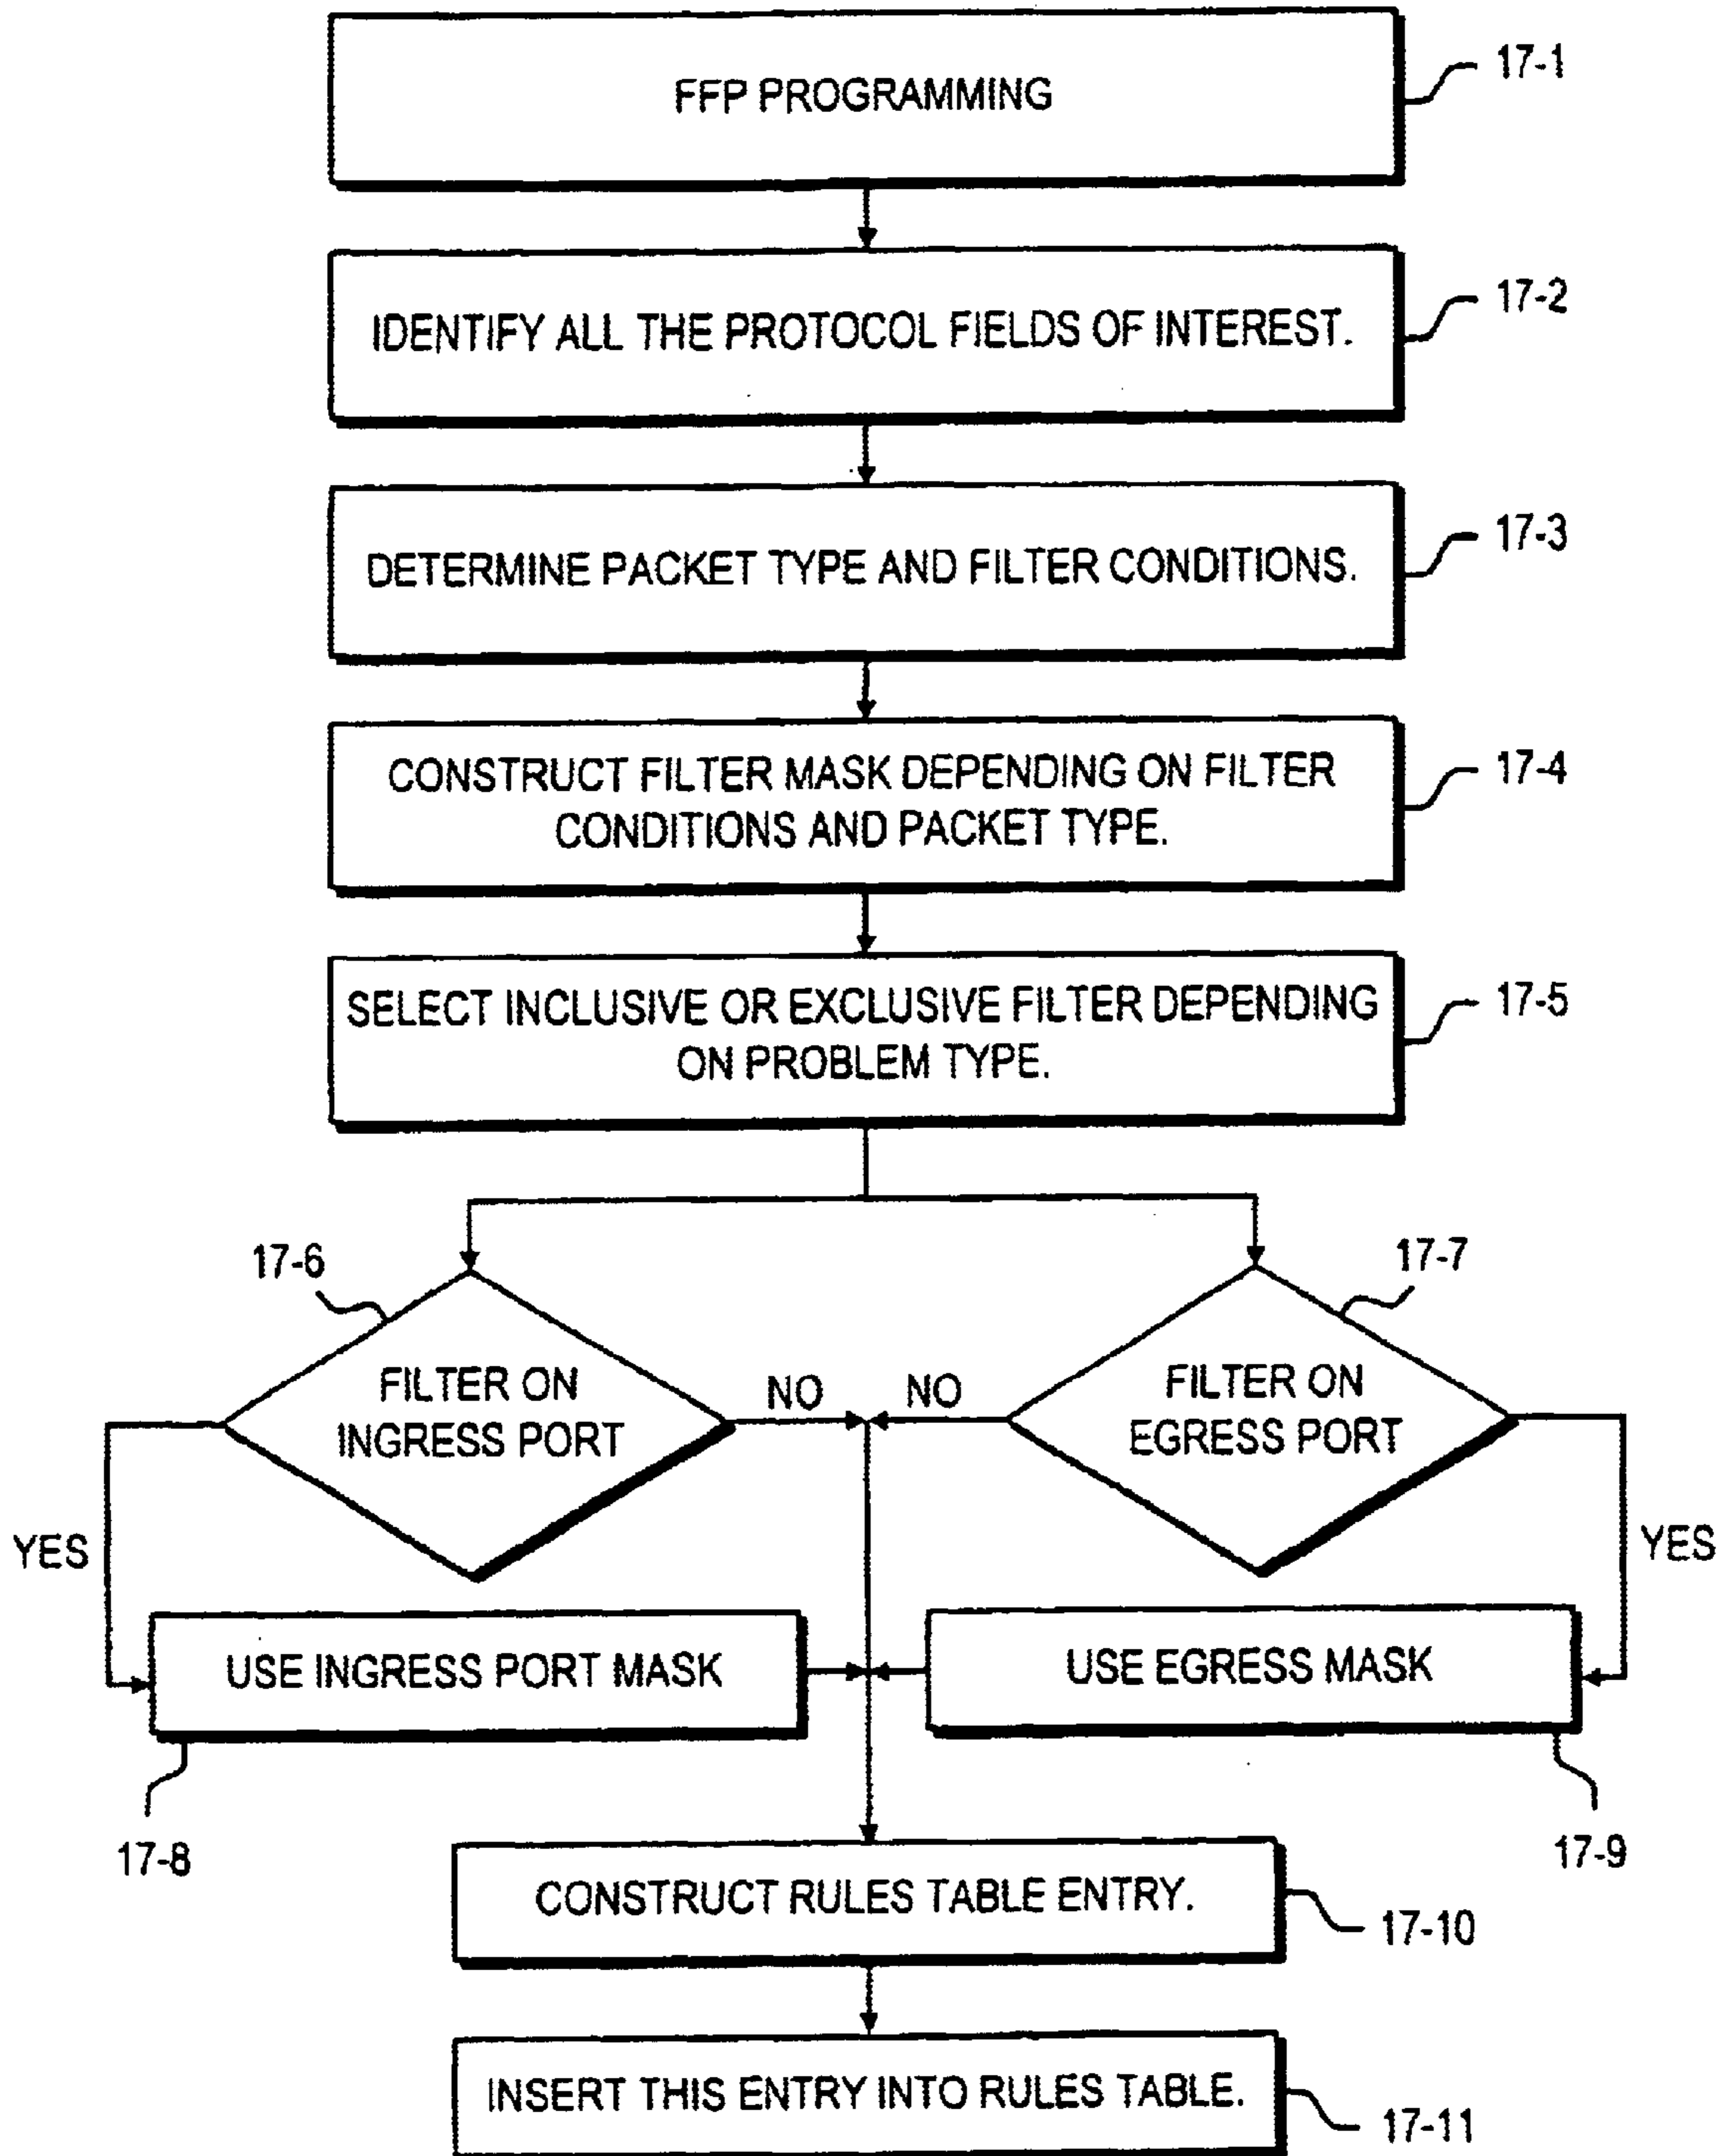 FFP PROGRAMMING
17-1
IDENTIFY ALL THE PROTOCOL FIELDS OF INTEREST.
17-2
DETERMINE PACKET TYPE AND FILTER CONDITIONS.
17-3
CONSTRUCT FILTER MASK DEPENDING ON FILTER
CONDITIONS AND PACKET TYPE.
17-4
SELECT INCLUSIVE OR EXCLUSIVE FILTER DEPENDING
ON PROBLEM TYPE.
17-5
17-6
17-7
FILTER ON
INGRESS PORT
NO
NO
FILTER ON
EGRESS PORT
YES
YES
USE INGRESS PORT MASK
USE EGRESS MASK
17-8
17-9
CONSTRUCT RULES TABLE ENTRY.
17-10
INSERT THIS ENTRY INTO RULES TABLE.
17-11